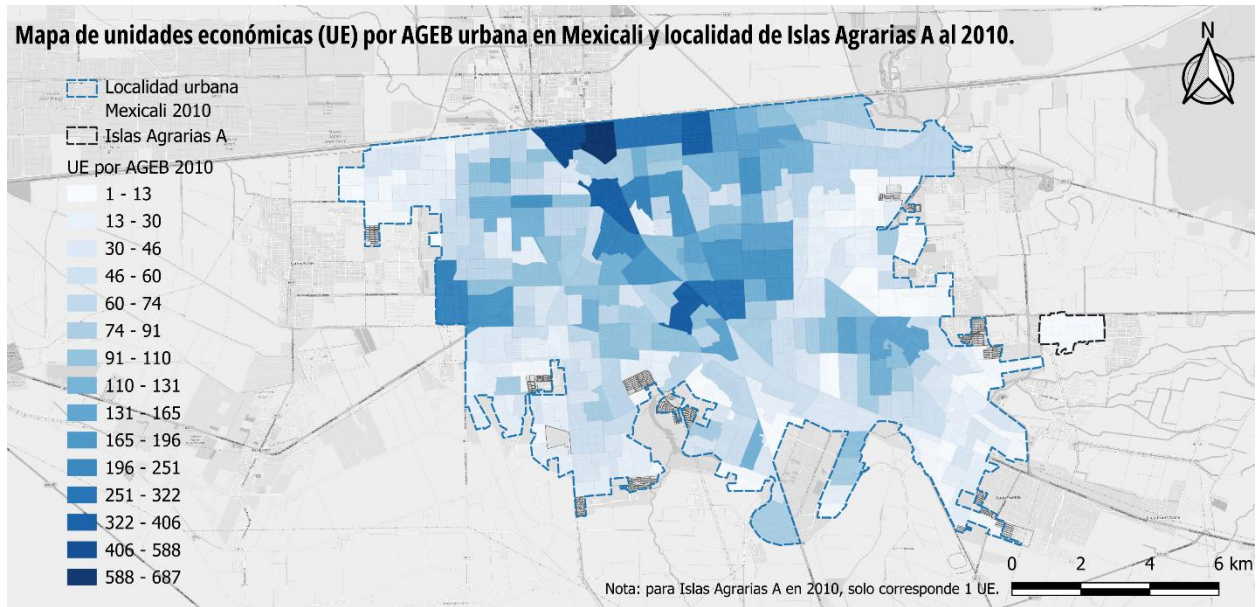 Mapa de unidades económicas (UE) por AGEB urbana en Mexicali y localidad de Islas Agrarias A al 2010.
N
Localidad urbana
Mexicali 2010
Islas Agrarias A
UE por AGEB 2010
1 - 13
13 - 30
30 - 46
46 - 60
60 - 74
74 - 91
91 - 110
110 - 131
131 - 165
165 - 196
196 - 251
251 - 322
322 - 406
406 - 588
588 - 687
0 2 4 6 km
Nota: para Islas Agrarias A en 2010, solo corresponde 1 UE.